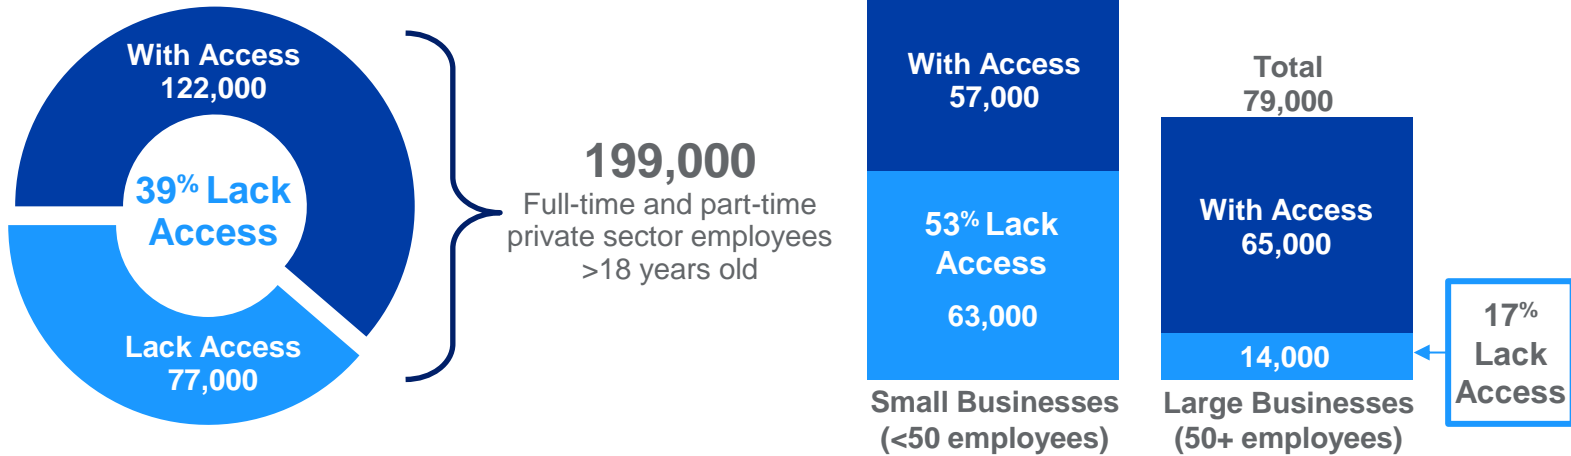 With Access
122,000
39% Lack
Access
Lack Access
77,000
199,000
Full-time and part-time
private sector employees
>18 years old
With Access
57,000
53% Lack
Access
63,000
Small Businesses
(<50 employees)
Total
79,000
With Access
65,000
14,000
Large Businesses
(50+ employees)
17%
Lack
Access